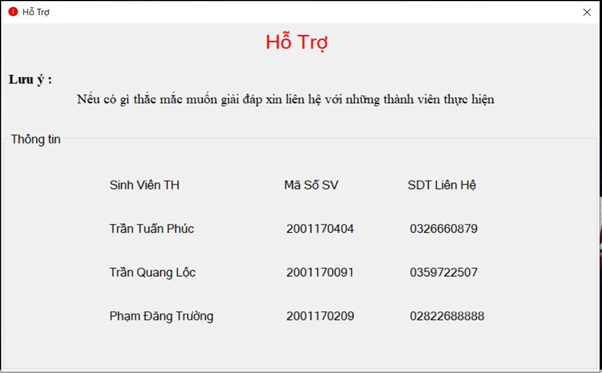 Hỗ Trợ
Hỗ Trợ
Lưu ý :
Nếu có gì thắc mắc muốn giải đáp xin liên hệ với những thành viên thực hiện
Thông tin
Sinh Viên TH Mã Số SV SDT Liên Hệ
Trần Tuấn Phúc 2001170404 0326660879
Trần Quang Lộc 2001170091 0359722507
Phạm Đăng Trưởng 2001170209 02822688888